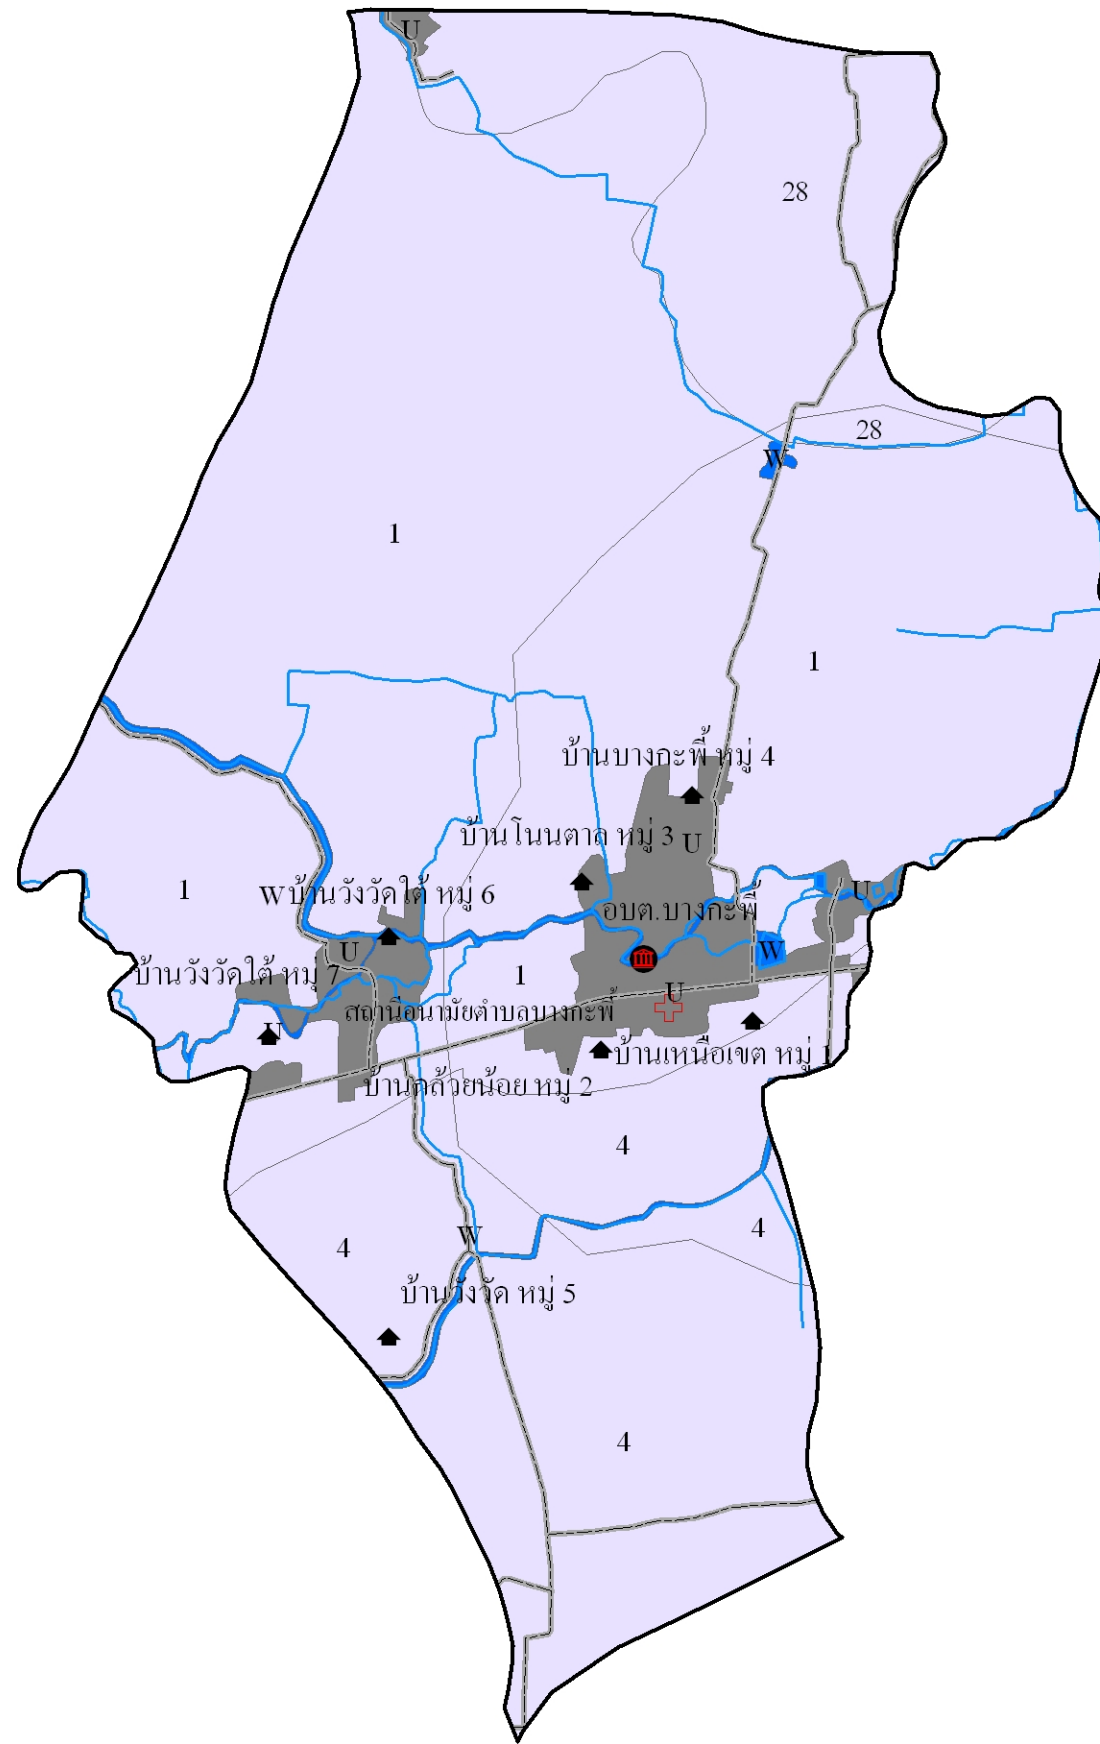 U
28
28
W
1
1
บ้านบางกะพี้ หมู่ 4
บ้านโนนตาล หมู่ 3
U
1
W
บ้านวังวัดใต้ หมู่ 6
U
อบต.บางกะพี้
U
W
บ้านวังวัดใต้ หมู่ 7
1
U
สถานีอนามัยตำบลบางกะพี้
U
บ้านเหนือเขต หมู่ 1
บ้านกล้วยน้อย หมู่ 2
4
4
W
4
บ้านวังวัด หมู่ 5
4